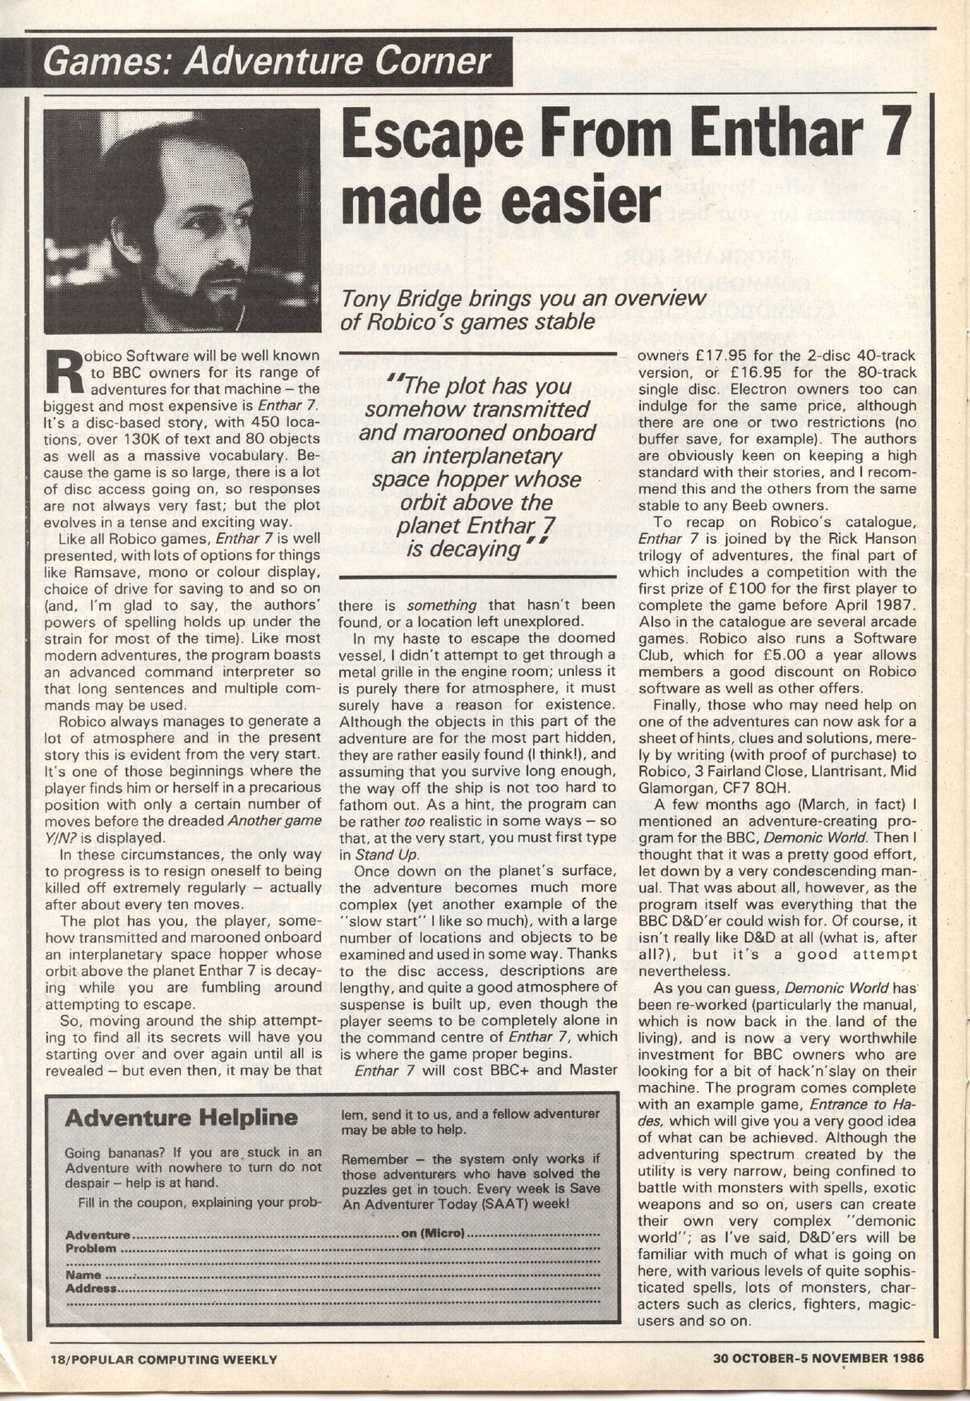 Games: Adventure Corner
Escape From Enthar 7
made easier
Tony Bridge brings you an overview
of Robico's games stable
Robico Software will be well known
to BBC owners for its range of
adventures for that machine – the
biggest and most expensive is Enthar 7.
It's a disc-based story, with 450 loca-
tions, over 130K of text and 80 objects
as well as a massive vocabulary. Be-
cause the game is so large, there is a lot
of disc access going on, so responses
are not always very fast; but the plot
evolves in a tense and exciting way.
Like all Robico games, Enthar 7 is well
presented, with lots of options for things
like Ramsave, mono or colour display,
choice of drive for saving to and so on
(and, I'm glad to say, the authors'
powers of spelling holds up under the
strain for most of the time). Like most
modern adventures, the program boasts
an advanced command interpreter so
that long sentences and multiple com-
mands may be used.
Robico always manages to generate a
lot of atmosphere and in the present
story this is evident from the very start.
It's one of those beginnings where the
player finds him or herself in a precarious
position with only a certain number of
moves before the dreaded Another game
Y/N? is displayed.
In these circumstances, the only way
to progress is to resign oneself to being
killed off extremely regularly – actually
after about every ten moves.
The plot has you, the player, some-
how transmitted and marooned onboard
an interplanetary space hopper whose
orbit above the planet Enthar 7 is decay-
ing while you are fumbling around
attempting to escape.
So, moving around the ship attempt-
ing to find all its secrets will have you
starting over and over again until all is
revealed – but even then, it may be that
"The plot has you
somehow transmitted
and marooned onboard
an interplanetary
space hopper whose
orbit above the
planet Enthar 7
is decaying"
there is something that hasn't been
found, or a location left unexplored.
In my haste to escape the doomed
vessel, I didn't attempt to get through a
metal grille in the engine room; unless it
is purely there for atmosphere, it must
surely have a reason for existence.
Although the objects in this part of the
adventure are for the most part hidden,
they are rather easily found (I think!), and
assuming that you survive long enough,
the way off the ship is not too hard to
fathom out. As a hint, the program can
be rather too realistic in some ways – so
that, at the very start, you must first type
in Stand Up.
Once down on the planet's surface,
the adventure becomes much more
complex (yet another example of the
"slow start" I like so much), with a large
number of locations and objects to be
examined and used in some way. Thanks
to the disc access, descriptions are
lengthy, and quite a good atmosphere of
suspense is built up, even though the
player seems to be completely alone in
the command centre of Enthar 7, which
is where the game proper begins.
Enthar 7 will cost BBC+ and Master
owners £17.95 for the 2-disc 40-track
version, or £16.95 for the 80-track
single disc. Electron owners too can
indulge for the same price, although
there are one or two restrictions (no
buffer save, for example). The authors
are obviously keen on keeping a high
standard with their stories, and I recom-
mend this and the others from the same
stable to any Beeb owners.
To recap on Robico's catalogue,
Enthar 7 is joined by the Rick Hanson
trilogy of adventures, the final part of
which includes a competition with the
first prize of £100 for the first player to
complete the game before April 1987.
Also in the catalogue are several arcade
games. Robico also runs a Software
Club, which for £5.00 a year allows
members a good discount on Robico
software as well as other offers.
Finally, those who may need help on
one of the adventures can now ask for a
sheet of hints, clues and solutions, mere-
ly by writing (with proof of purchase) to
Robico, 3 Fairland Close, Llantrisant, Mid
Glamorgan, CF7 8QH.
A few months ago (March, in fact) I
mentioned an adventure-creating pro-
gram for the BBC, Demonic World. Then I
thought that it was a pretty good effort,
let down by a very condescending man-
ual. That was about all, however, as the
program itself was everything that the
BBC D&D'er could wish for. Of course, it
isn't really like D&D at all (what is, after
all?), but it's a good attempt
nevertheless.
As you can guess, Demonic World has
been re-worked (particularly the manual,
which is now back in the land of the
living), and is now a very worthwhile
investment for BBC owners who are
looking for a bit of hack'n'slay on their
machine. The program comes complete
with an example game, Entrance to Ha-
des, which will give you a very good idea
of what can be achieved. Although the
adventuring spectrum created by the
utility is very narrow, being confined to
battle with monsters with spells, exotic
weapons and so on, users can create
their own very complex "demonic
world"; as I've said, D&D'ers will be
familiar with much of what is going on
here, with various levels of quite sophis-
ticated spells, lots of monsters, char-
acters such as clerics, fighters, magic-
users and so on.
Adventure Helpline
Going bananas? If you are stuck in an
Adventure with nowhere to turn do not
despair – help is at hand.
Fill in the coupon, explaining your prob-
lem, send it to us, and a fellow adventurer
may be able to help.
Remember – the system only works if
those adventurers who have solved the
puzzles get in touch. Every week is Save
An Adventurer Today (SAAT) week!
Adventure on (Micro)
Problem
Name
Address
18/POPULAR COMPUTING WEEKLY
30 OCTOBER-5 NOVEMBER 1986